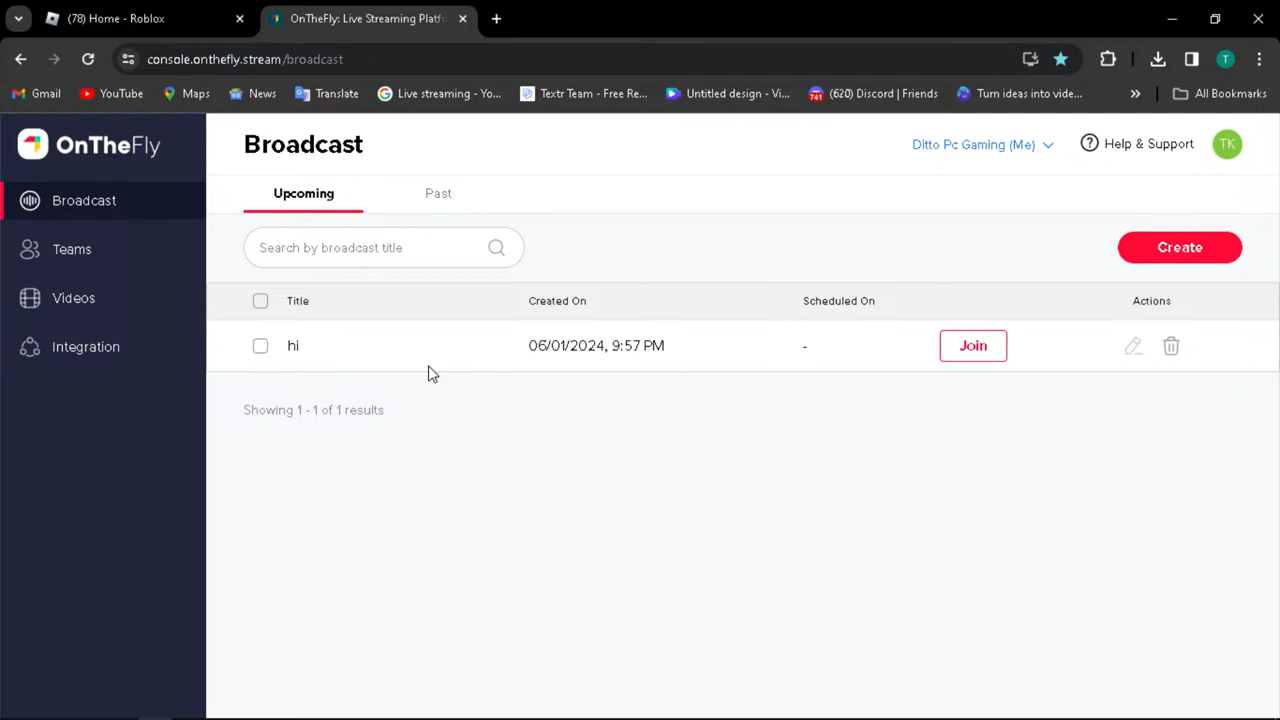 (78) Home - Roblox
OnTheFly: Live Streaming Platfo
console.onthefly.stream/broadcast
T
Gmail
YouTube
Maps
News
Translate
Live streaming - Yo...
Textr Team - Free Re...
Untitled design - Vi...
741
(620) Discord | Friends
Turn ideas into vide...
All Bookmarks
OnTheFly
Broadcast
Ditto Pc Gaming (Me)
Help & Support
TK
Broadcast
Teams
Videos
Integration
Upcoming
Past
Search by broadcast title
Create
Title Created On Scheduled On Actions
hi 06/01/2024, 9:57 PM - Join
Showing 1 - 1 of 1 results